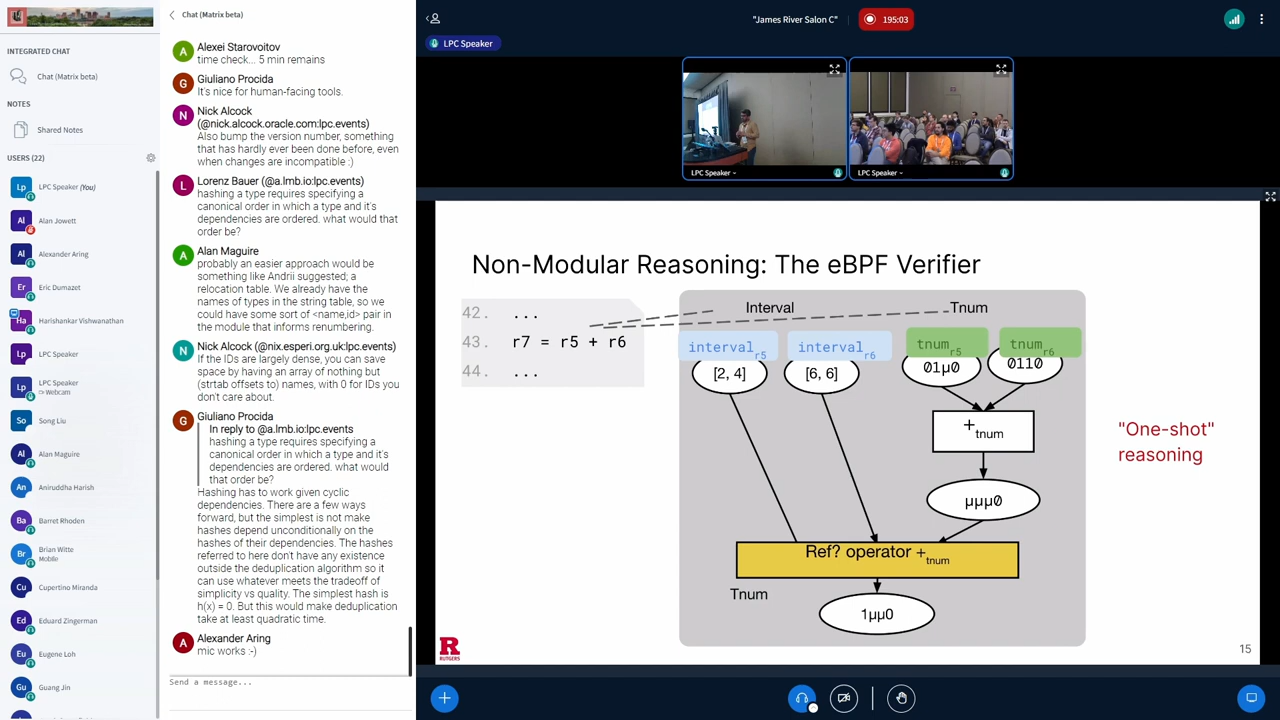 INTEGRATED CHAT
Chat (Matrix beta)
NOTES
Shared Notes
USERS (22)
Lp
LPC Speaker (You)
Al
Alan Jowett
Al
Alexander Aring
Er
Eric Dumazet
Ha
Harishankar Vishwanathan
Lp
LPC Speaker
Lp
LPC Speaker
Webcam
So
Song Liu
Al
Alan Maguire
An
Aniruddha Harish
Ba
Barret Rhoden
Br
Brian Witte
Mobile
Cu
Cupertino Miranda
Ed
Eduard Zingerman
Eu
Eugene Loh
Gu
Guang Jin
Chat (Matrix beta)
A
Alexei Starovoitov
time check... 5 min remains
G
Giuliano Procida
It's nice for human-facing tools.
N
Nick Alcock
(@nick.alcock.oracle.com:lpc.events)
Also bump the version number, something
that has hardly ever been done before, even
when changes are incompatible :)
L
Lorenz Bauer (@a.lmb.io:lpc.events)
hashing a type requires specifying a
canonical order in which a type and it's
dependencies are ordered. what would that
order be?
A
Alan Maguire
probably an easier approach would be
something like Andrii suggested; a
relocation table. We already have the
names of types in the string table, so we
could have some sort of <name,id> pair in
the module that informs renumbering.
N
Nick Alcock (@nix.esperi.org.uk:lpc.events)
If the IDs are largely dense, you can save
space by having an array of nothing but
(strtab offsets to) names, with 0 for IDs you
don't care about.
G
Giuliano Procida
In reply to @a.lmb.io:lpc.events
hashing a type requires specifying a
canonical order in which a type and it's
dependencies are ordered. what would
that order be?
Hashing has to work given cyclic
dependencies. There are a few ways
forward, but the simplest is not make
hashes depend unconditionally on the
hashes of their dependencies. The hashes
referred to here don't have any existence
outside the deduplication algorithm so it
can use whatever meets the tradeoff of
simplicity vs quality. The simplest hash is
h(x) = 0. But this would make deduplication
take at least quadratic time.
A
Alexander Aring
mic works :-)
Send a message...
"James River Salon C"
195:03
LPC Speaker
LPC Speaker
LPC Speaker
Non-Modular Reasoning: The eBPF Verifier
42. ...
43. r7 = r5 + r6
44. ...
Interval
Tnum
interval r5
interval r6
tnum r5
tnum r6
[2, 4]
[6, 6]
01μ0
0110
+tnum
μμμ0
Ref? operator +tnum
Tnum
1μμ0
"One-shot"
reasoning
R
RUTGERS
15